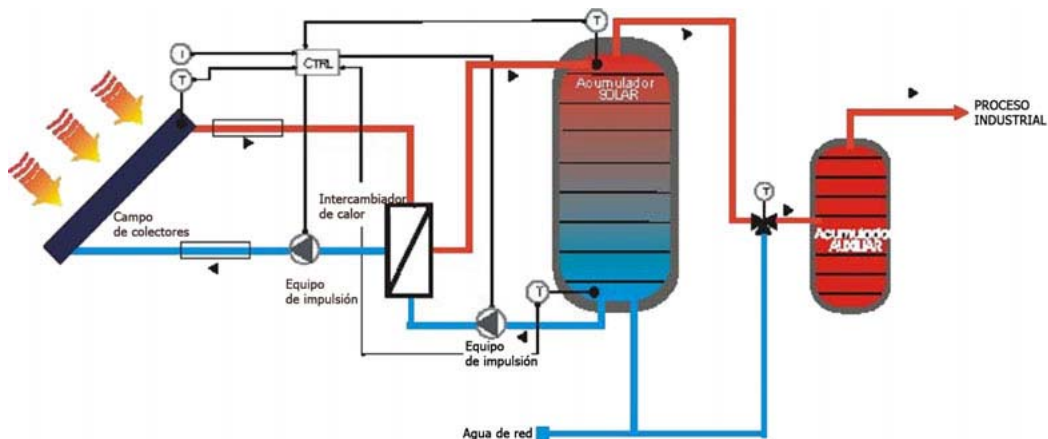 T
I
CTRL
T
Acumulador
SOLAR
PROCESO
INDUSTRIAL
Intercambiador
de calor
T
Campo
de colectores
Acumulador
AUXILIAR
Equipo
de impulsión
T
Equipo
de impulsión
Agua de red